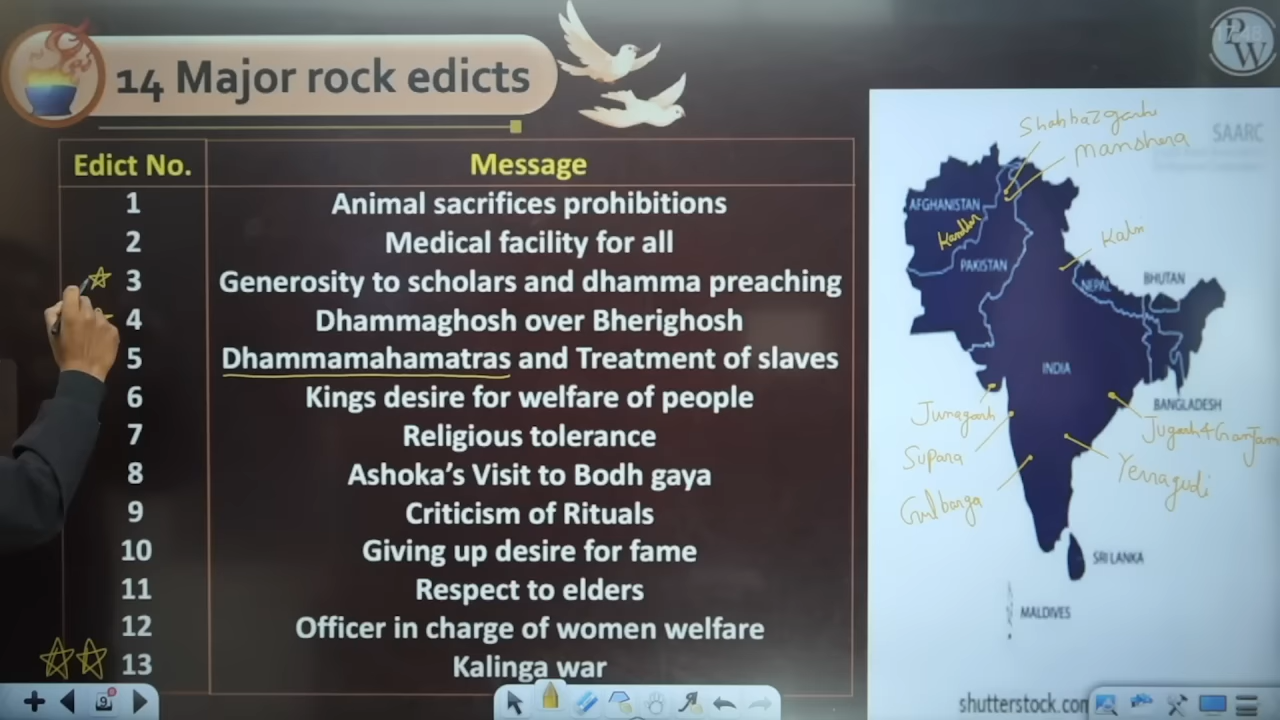 14 Major rock edicts
PW
Edict No. Message
1 Animal sacrifices prohibitions
2 Medical facility for all
3 Generosity to scholars and dhamma preaching
4 Dhammaghosh over Bherighosh
5 Dhammamahamatras and Treatment of slaves
6 Kings desire for welfare of people
7 Religious tolerance
8 Ashoka's Visit to Bodh gaya
9 Criticism of Rituals
10 Giving up desire for fame
11 Respect to elders
12 Officer in charge of women welfare
13 Kalinga war
Shahbazgarhi
SAARC
Manshera
AFGHANISTAN
Kandhar
Kalsi
PAKISTAN
NEPAL
BHUTAN
INDIA
BANGLADESH
Junagarh
Supara
Yerragudi
Gulbarga
SRI LANKA
MALDIVES
shutterstock.com
9